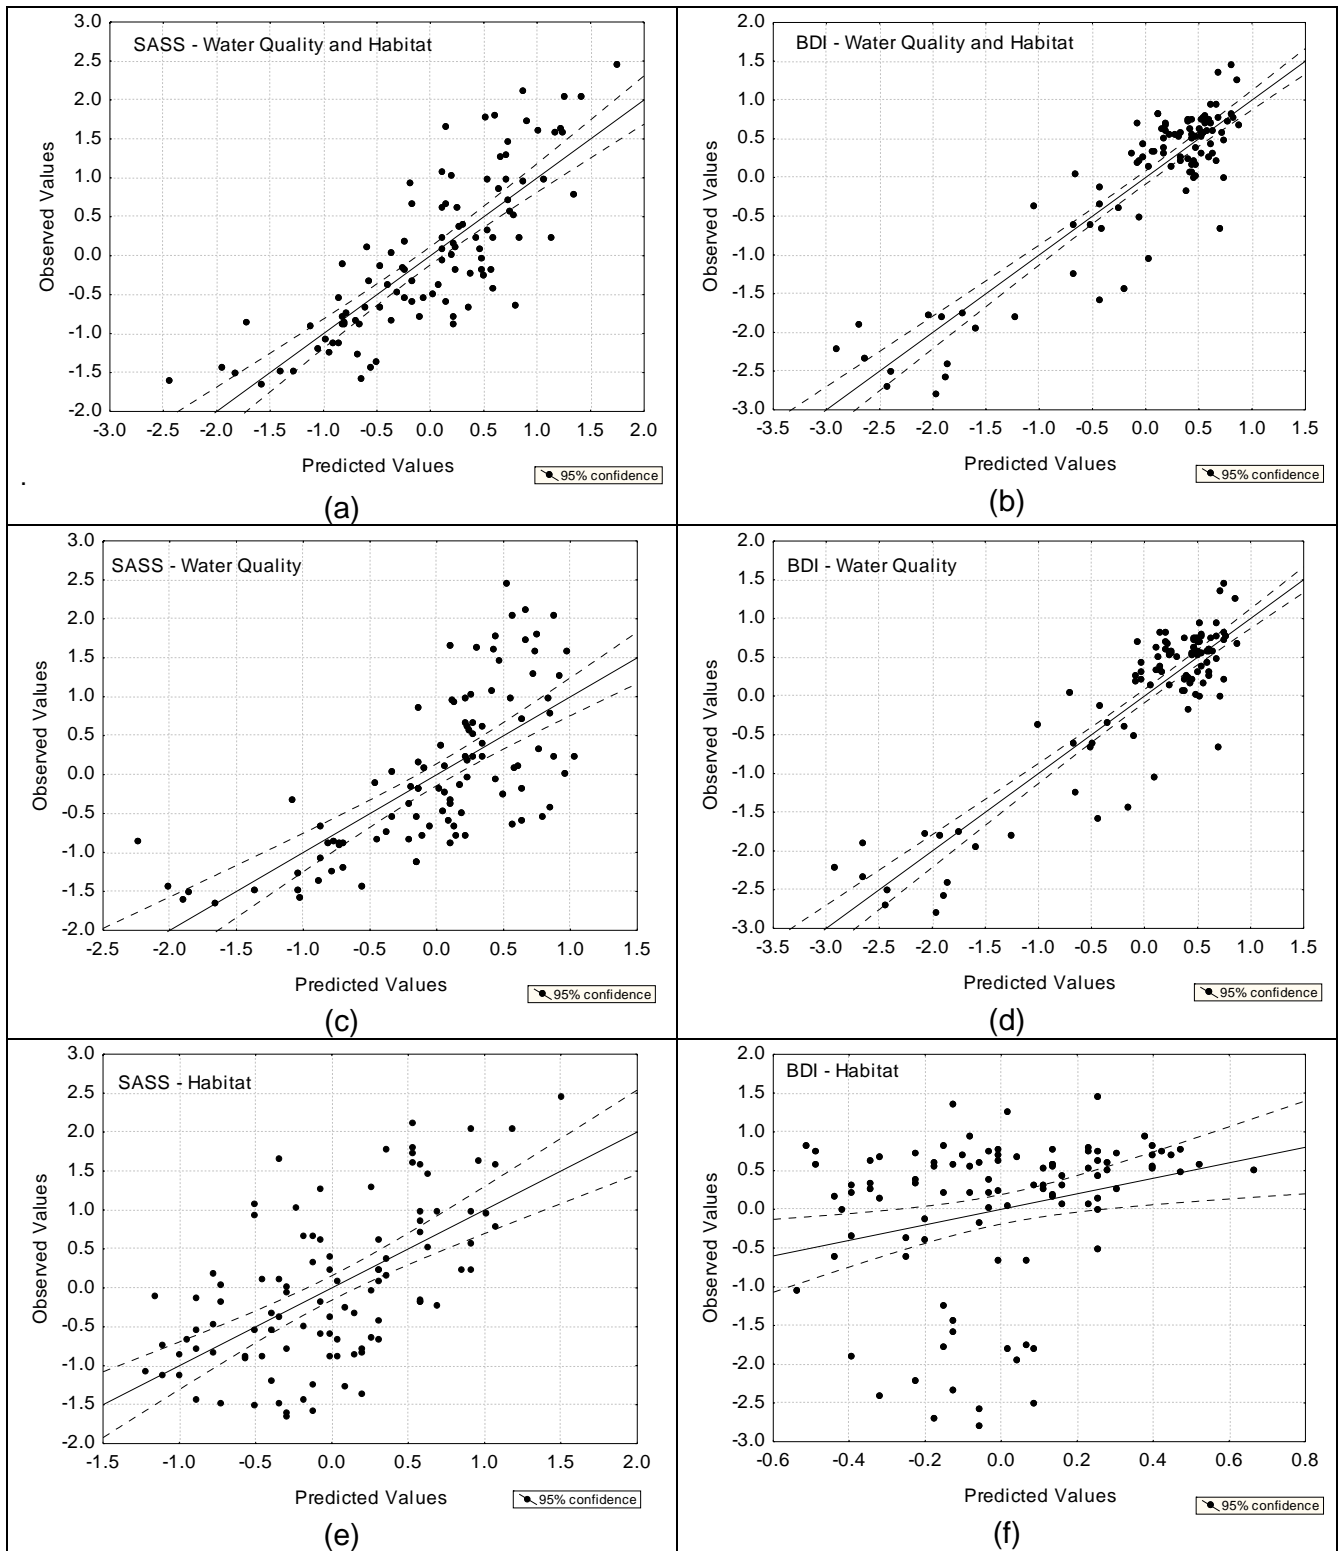 SASS - Water Quality and Habitat
Observed Values
3.0
2.5
2.0
1.5
1.0
0.5
0.0
-0.5
-1.0
-1.5
-2.0
-3.0 -2.5 -2.0 -1.5 -1.0 -0.5 0.0 0.5 1.0 1.5 2.0
Predicted Values
95% confidence
.
(a)
BDI - Water Quality and Habitat
Observed Values
2.0
1.5
1.0
0.5
0.0
-0.5
-1.0
-1.5
-2.0
-2.5
-3.0
-3.5 -3.0 -2.5 -2.0 -1.5 -1.0 -0.5 0.0 0.5 1.0 1.5
Predicted Values
95% confidence
(b)
SASS - Water Quality
Observed Values
3.0
2.5
2.0
1.5
1.0
0.5
0.0
-0.5
-1.0
-1.5
-2.0
-2.5 -2.0 -1.5 -1.0 -0.5 0.0 0.5 1.0 1.5
Predicted Values
95% confidence
(c)
BDI - Water Quality
Observed Values
2.0
1.5
1.0
0.5
0.0
-0.5
-1.0
-1.5
-2.0
-2.5
-3.0
-3.5 -3.0 -2.5 -2.0 -1.5 -1.0 -0.5 0.0 0.5 1.0 1.5
Predicted Values
95% confidence
(d)
SASS - Habitat
Observed Values
3.0
2.5
2.0
1.5
1.0
0.5
0.0
-0.5
-1.0
-1.5
-2.0
-1.5 -1.0 -0.5 0.0 0.5 1.0 1.5 2.0
Predicted Values
95% confidence
(e)
BDI - Habitat
Observed Values
2.0
1.5
1.0
0.5
0.0
-0.5
-1.0
-1.5
-2.0
-2.5
-3.0
-0.6 -0.4 -0.2 0.0 0.2 0.4 0.6 0.8
Predicted Values
95% confidence
(f)